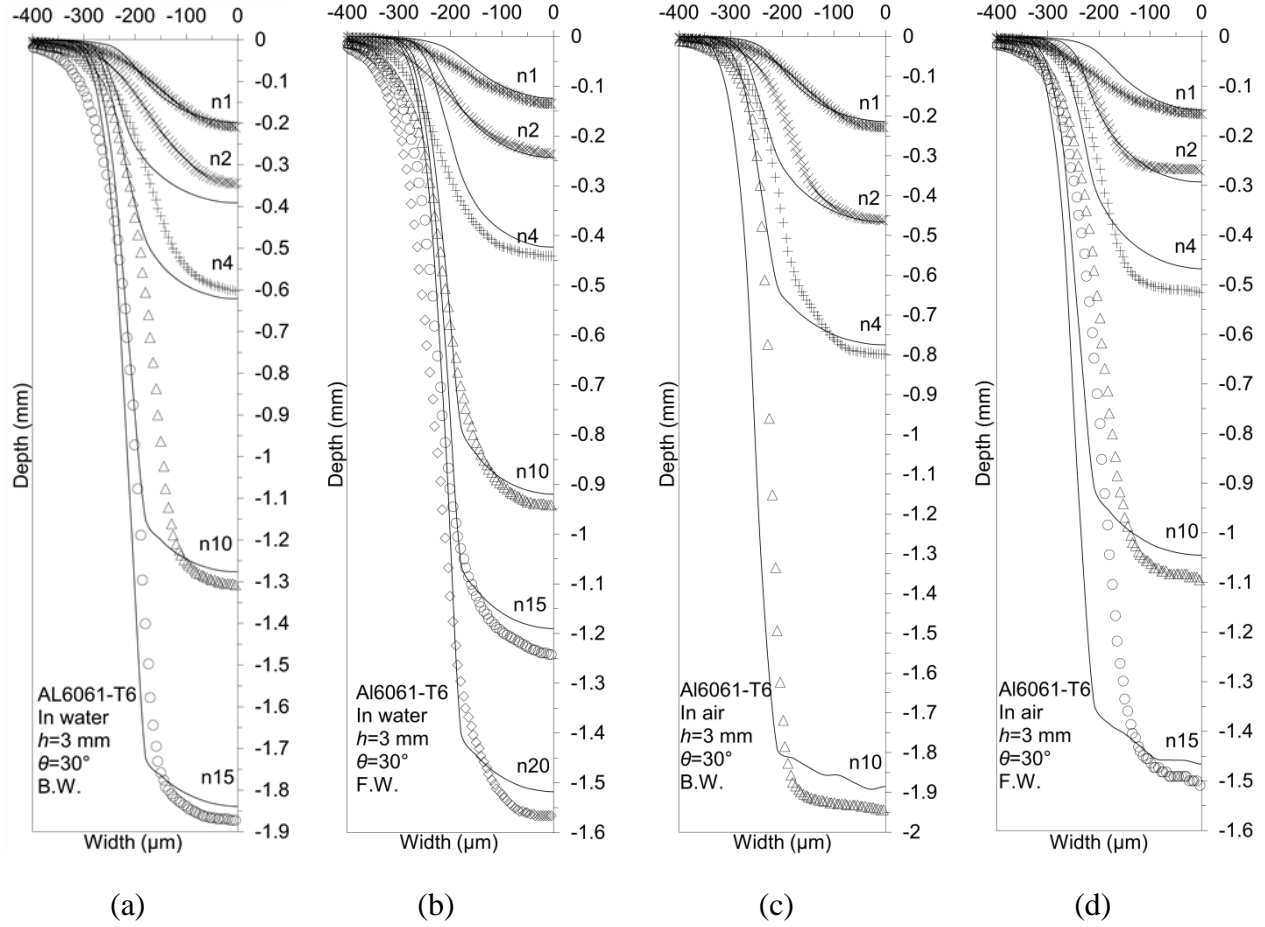 -400 -300 -200 -100 0
0
-0.1
-0.2
-0.3
-0.4
-0.5
-0.6
-0.7
-0.8
-0.9
-1
-1.1
-1.2
-1.3
-1.4
-1.5
-1.6
-1.7
-1.8
-1.9
n1
n2
n4
n10
n15
Depth (mm)
AL6061-T6
In water
h=3 mm
θ=30°
B.W.
Width (µm)
(a)
-400 -300 -200 -100 0
0
-0.1
-0.2
-0.3
-0.4
-0.5
-0.6
-0.7
-0.8
-0.9
-1
-1.1
-1.2
-1.3
-1.4
-1.5
-1.6
n1
n2
n4
n10
n15
n20
Depth (mm)
Al6061-T6
In water
h=3 mm
θ=30°
F.W.
Width (µm)
(b)
-400 -300 -200 -100 0
0
-0.1
-0.2
-0.3
-0.4
-0.5
-0.6
-0.7
-0.8
-0.9
-1
-1.1
-1.2
-1.3
-1.4
-1.5
-1.6
-1.7
-1.8
-1.9
-2
n1
n2
n4
n10
Depth (mm)
Al6061-T6
In air
h=3 mm
θ=30°
B.W.
Width (µm)
(c)
-400 -300 -200 -100 0
0
-0.1
-0.2
-0.3
-0.4
-0.5
-0.6
-0.7
-0.8
-0.9
-1
-1.1
-1.2
-1.3
-1.4
-1.5
-1.6
n1
n2
n4
n10
n15
Depth (mm)
Al6061-T6
In air
h=3 mm
θ=30°
F.W.
Width (µm)
(d)